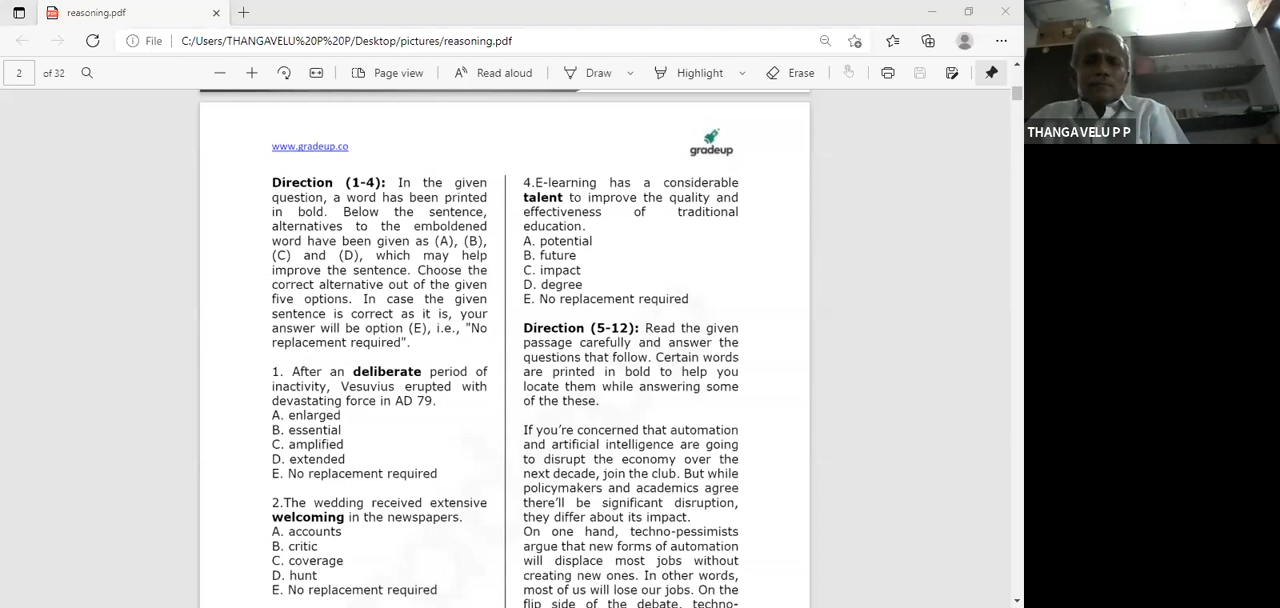 reasoning.pdf
File
C:/Users/THANGAVELU%20P%20P/Desktop/pictures/reasoning.pdf
2 of 32
Page view
Read aloud
Draw
Highlight
Erase
THANGAVELU P P
www.gradeup.co
gradeup
Direction (1-4): In the given
question, a word has been printed
in bold. Below the sentence,
alternatives to the emboldened
word have been given as (A), (B),
(C) and (D), which may help
improve the sentence. Choose the
correct alternative out of the given
five options. In case the given
sentence is correct as it is, your
answer will be option (E), i.e., "No
replacement required".
1. After an deliberate period of
inactivity, Vesuvius erupted with
devastating force in AD 79.
A. enlarged
B. essential
C. amplified
D. extended
E. No replacement required
2.The wedding received extensive
welcoming in the newspapers.
A. accounts
B. critic
C. coverage
D. hunt
E. No replacement required
4.E-learning has a considerable
talent to improve the quality and
effectiveness of traditional
education.
A. potential
B. future
C. impact
D. degree
E. No replacement required
Direction (5-12): Read the given
passage carefully and answer the
questions that follow. Certain words
are printed in bold to help you
locate them while answering some
of the these.
If you're concerned that automation
and artificial intelligence are going
to disrupt the economy over the
next decade, join the club. But while
policymakers and academics agree
there'll be significant disruption,
they differ about its impact.
On one hand, techno-pessimists
argue that new forms of automation
will displace most jobs without
creating new ones. In other words,
most of us will lose our jobs. On the
flip side of the debate, techno-